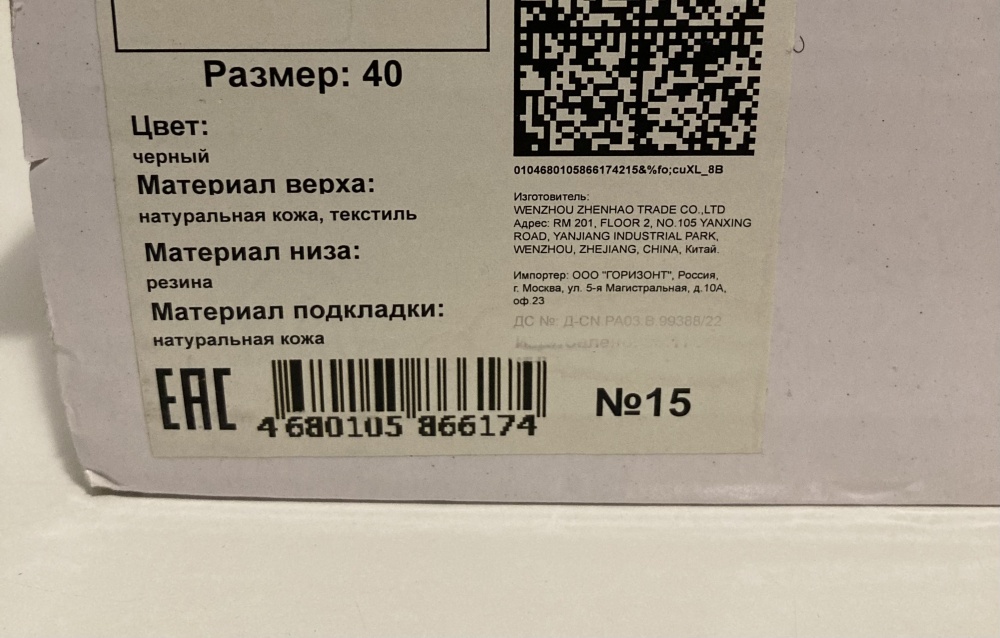 Размер: 40
Цвет:
черный
Материал верха:
натуральная кожа, текстиль
Материал низа:
резина
Материал подкладки:
натуральная кожа
EAC
4 680105 866174
№15
0104680105866174215&%fo;cuXL_8B
Изготовитель:
WENZHOU ZHENHAO TRADE CO.,LTD
Адрес: RM 201, FLOOR 2, NO.105 YANXING
ROAD, YANJIANG INDUSTRIAL PARK,
WENZHOU, ZHEJIANG, CHINA, Китай.
Импортер: ООО "ГОРИЗОНТ", Россия,
г. Москва, ул. 5-я Магистральная, д.10А,
оф.23
ДС №: Д-CN.РА03.В.99388/22